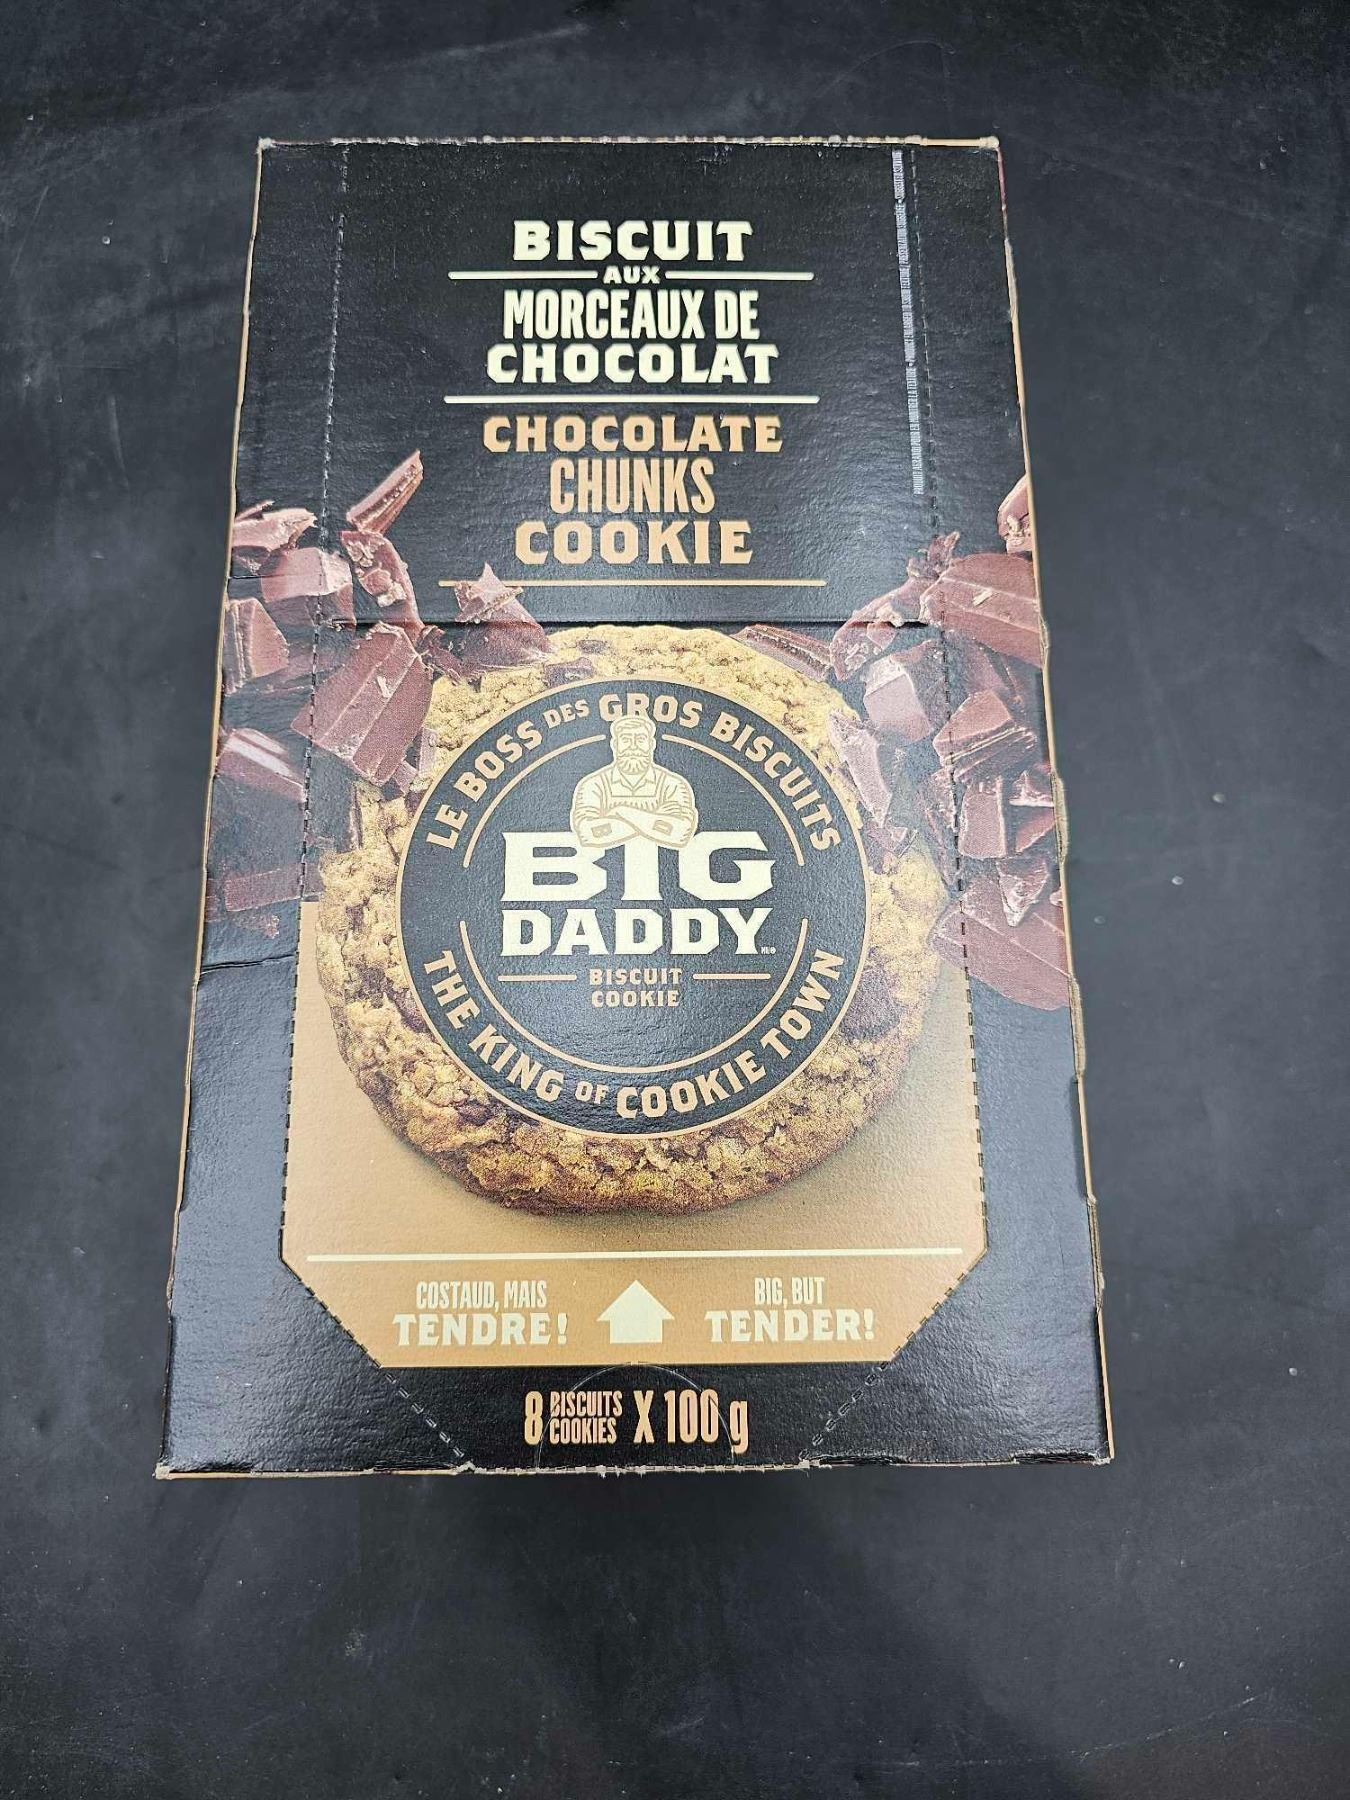 BISCUIT
AUX
MORCEAUX DE
CHOCOLAT
CHOCOLATE
CHUNKS
COOKIE
LE BOSS DES GROS BISCUITS
B D
BIG
DADDY
BISCUIT
COOKIE
THE KING OF COOKIE TOWN
COSTAUD, MAIS
TENDRE!
BIG, BUT
TENDER!
8 BISCUITS
COOKIES X 100 g